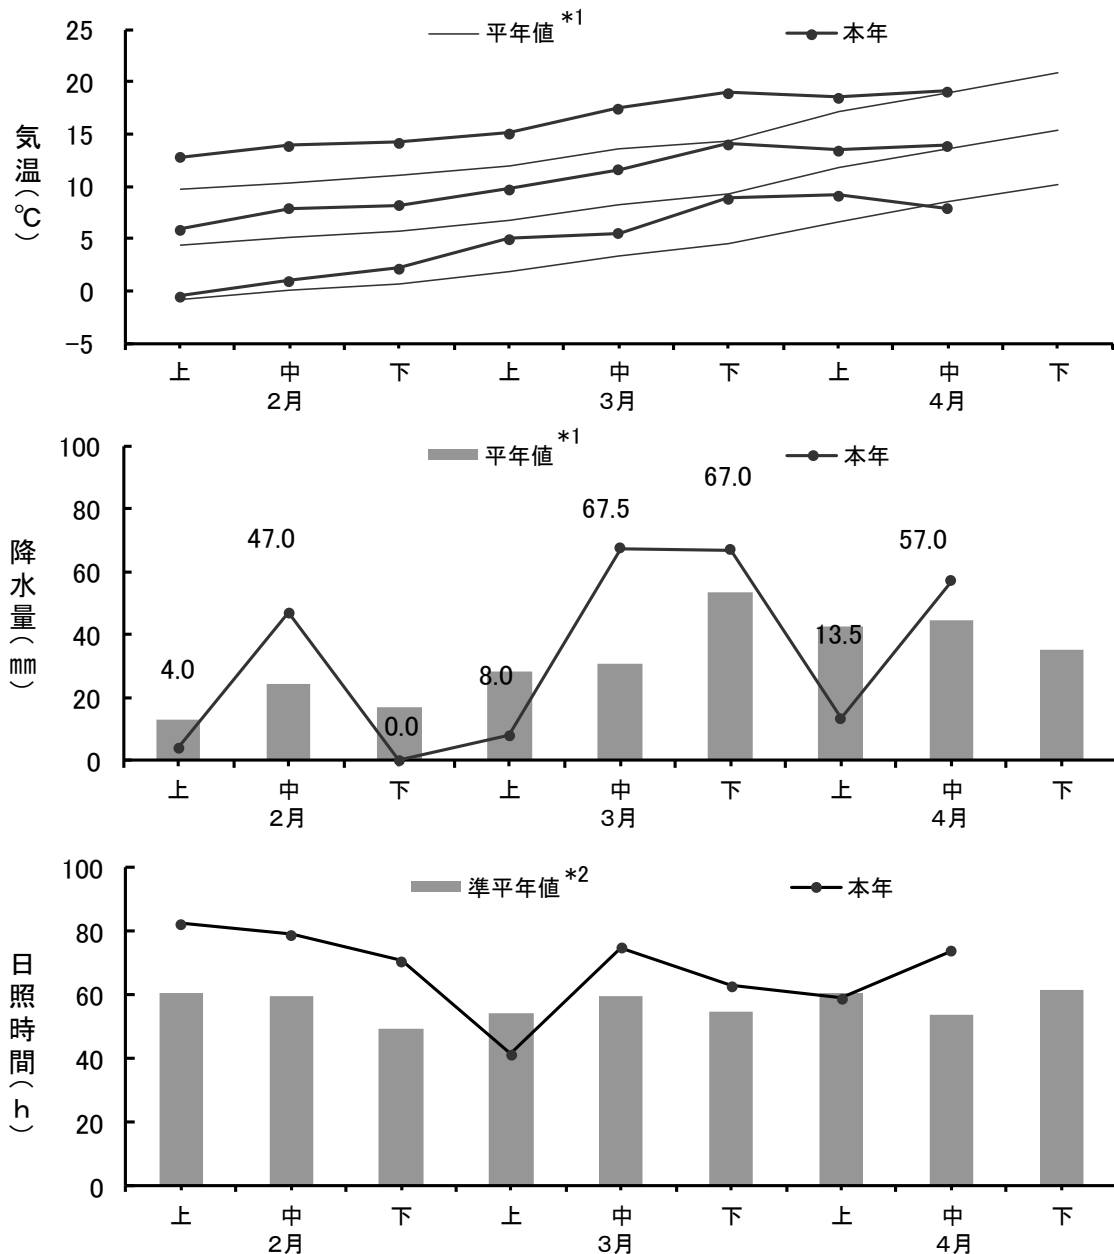 平年値*1 本年
気温(℃)
25
20
15
10
5
0
-5
上 中 下 上 中 下 上 中 下
2月 3月 4月
平年値*1 本年
降水量(㎜)
100
80
60
40
20
0
4.0 47.0 0.0 8.0 67.5 67.0 13.5 57.0
上 中 下 上 中 下 上 中 下
2月 3月 4月
準平年値*2 本年
日照時間(h)
100
80
60
40
20
0
上 中 下 上 中 下 上 中 下
2月 3月 4月